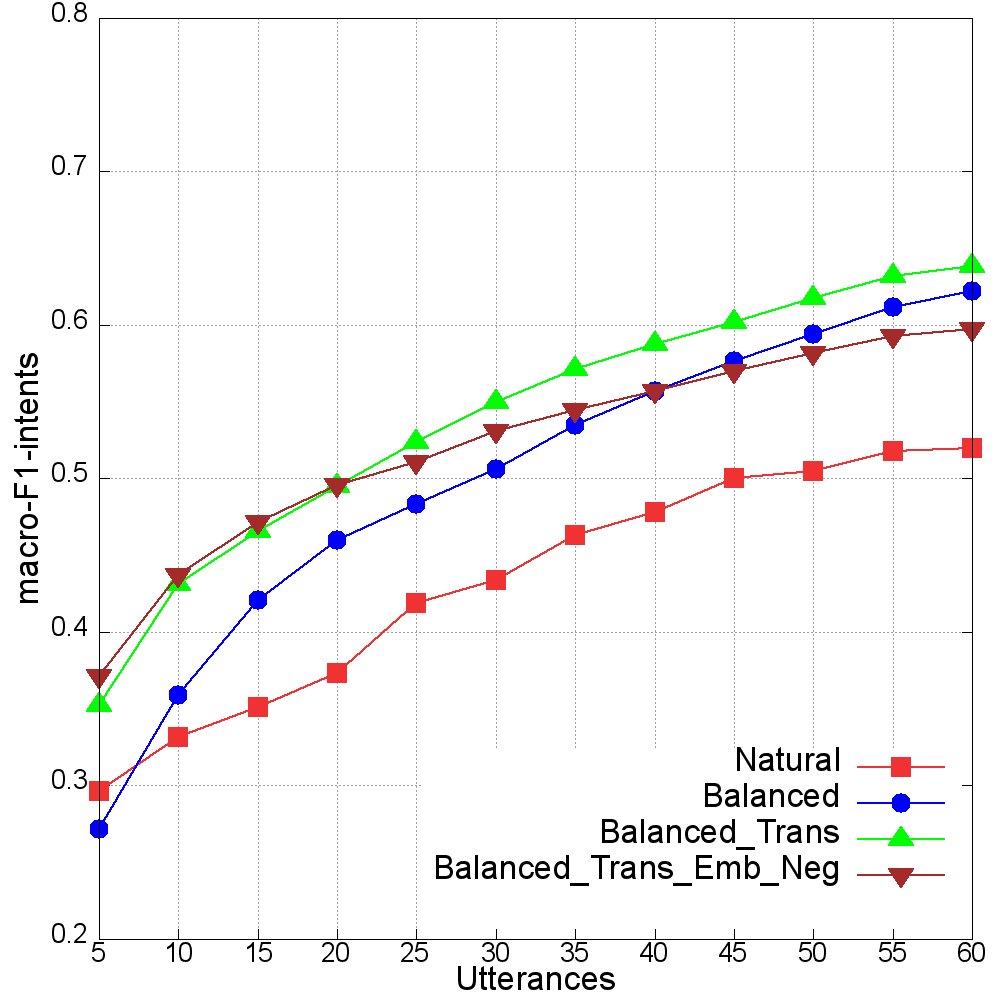 0.8
0.7
0.6
0.5
0.4
0.3
0.2
macro-F1-intents
Natural
Balanced
Balanced_Trans
Balanced_Trans_Emb_Neg
5 10 15 20 25 30 35 40 45 50 55 60
Utterances